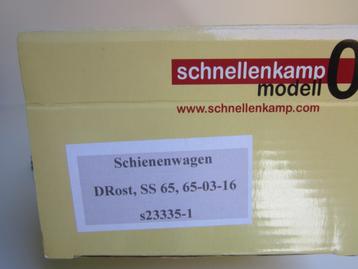 schnellenkamp
modell 0
www.schnellenkamp.com
Schienenwagen
DRost, SS 65, 65-03-16
s23335-1